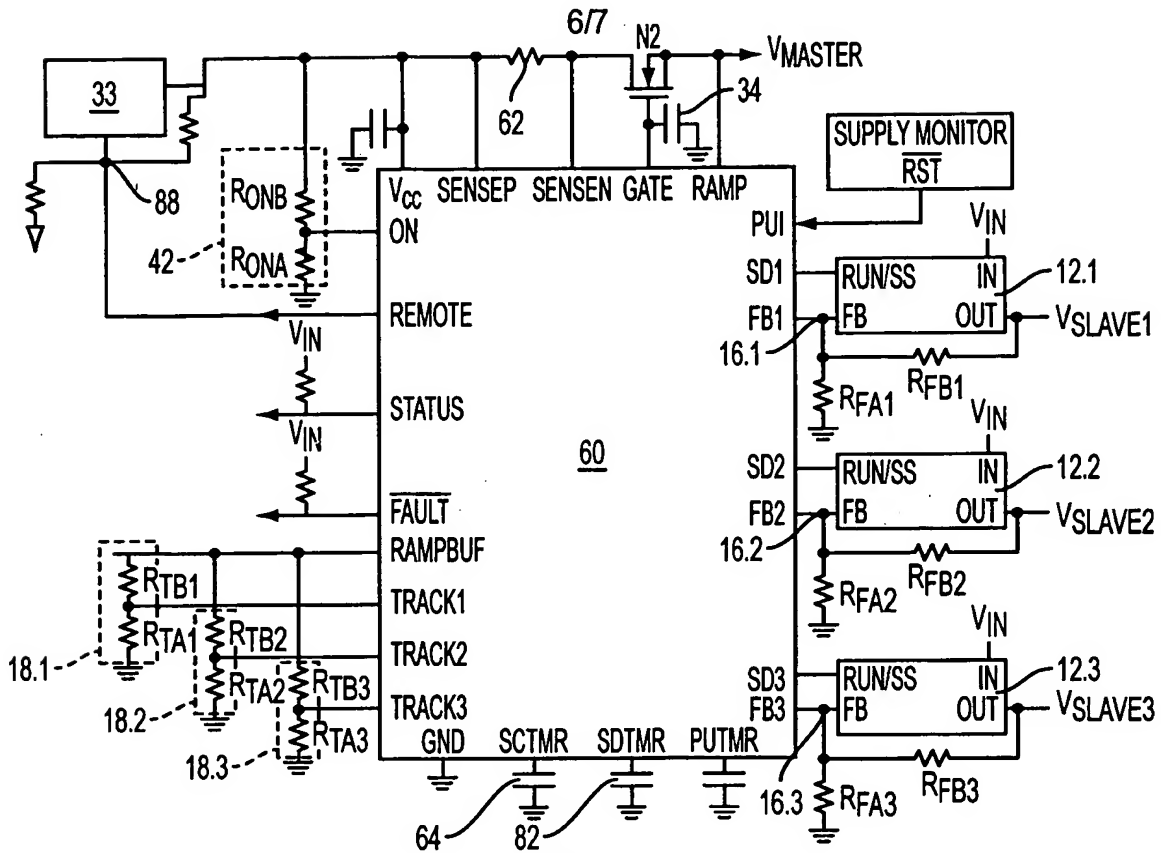 6/7
N2
VMASTER
33
62
34
SUPPLY MONITOR
RST
88
RONB
RONA
42
VCC
SENSEP
SENSEN
GATE
RAMP
ON
PUI
VIN
SD1
RUN/SS
IN
12.1
REMOTE
FB1
FB
OUT
VSLAVE1
16.1
RFB1
RFA1
VIN
STATUS
VIN
60
VIN
SD2
RUN/SS
IN
12.2
FAULT
FB2
FB
OUT
VSLAVE2
16.2
RFB2
RFA2
RAMPBUF
RTB1
TRACK1
RTA1
18.1
RTB2
TRACK2
RTA2
18.2
RTB3
TRACK3
RTA3
18.3
VIN
SD3
RUN/SS
IN
12.3
FB3
FB
OUT
VSLAVE3
16.3
RFB3
RFA3
GND
SCTMR
SDTMR
PUTMR
64
82